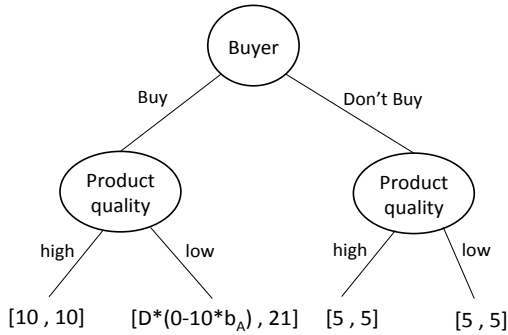 Buyer
Buy
Don't Buy
Product
quality
Product
quality
high
low
high
low
[10 , 10]
[D*(0-10*b_A) , 21]
[5 , 5]
[5 , 5]